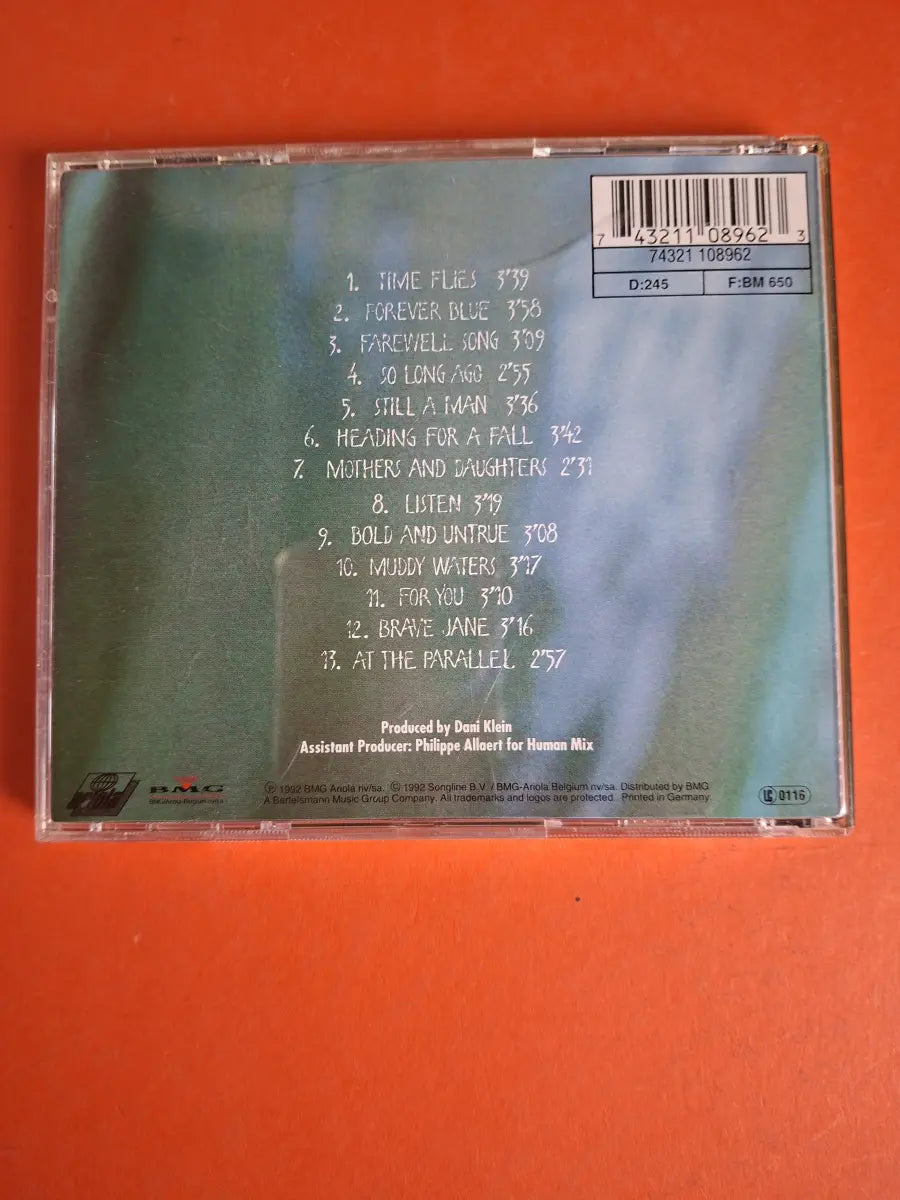 7 43211 08962 3
74321 108962
D:245 F:BM 650
1. TIME FLIES 3'39
2. FOREVER BLUE 3'58
3. FAREWELL SONG 3'09
4. SO LONG AGO 2'55
5. STILL A MAN 3'36
6. HEADING FOR A FALL 3'42
7. MOTHERS AND DAUGHTERS 2'31
8. LISTEN 3'19
9. BOLD AND UNTRUE 3'08
10. MUDDY WATERS 3'17
11. FOR YOU 3'10
12. BRAVE JANE 3'16
13. AT THE PARALLEL 2'57
Produced by Dani Klein
Assistant Producer: Philippe Allaert for Human Mix
BMG
BMG Ariola Belgium nv/sa
℗ 1992 BMG Ariola nv/sa. © 1992 Songline B.V. / BMG-Ariola Belgium nv/sa. Distributed by BMG
A Bertelsmann Music Group Company. All trademarks and logos are protected. Printed in Germany.
LC 0116